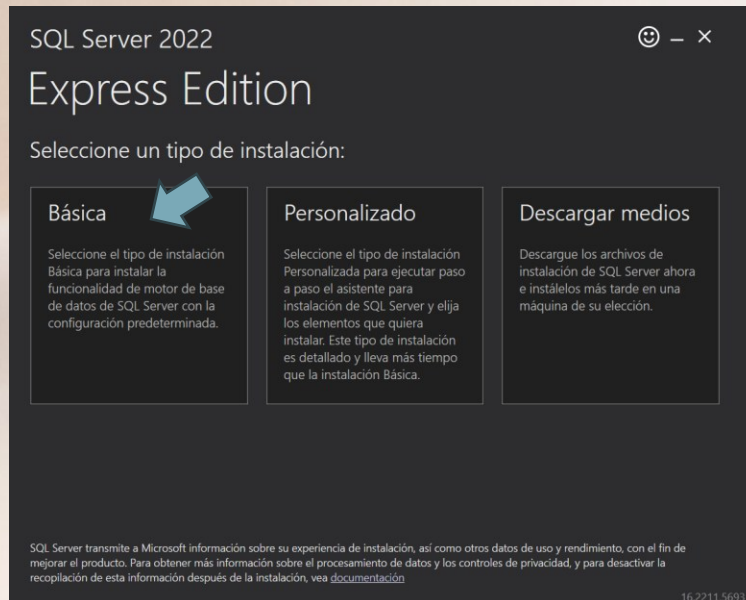 SQL Server 2022
Express Edition
Seleccione un tipo de instalación:
Básica
Seleccione el tipo de instalación
Básica para instalar la
funcionalidad de motor de base
de datos de SQL Server con la
configuración predeterminada.
Personalizado
Seleccione el tipo de instalación
Personalizada para ejecutar paso
a paso el asistente para
instalación de SQL Server y elija
los elementos que quiera
instalar. Este tipo de instalación
es detallado y lleva más tiempo
que la instalación Básica.
Descargar medios
Descargue los archivos de
instalación de SQL Server ahora
e instálelos más tarde en una
máquina de su elección.
SQL Server transmite a Microsoft información sobre su experiencia de instalación, así como otros datos de uso y rendimiento, con el fin de
mejorar el producto. Para obtener más información sobre el procesamiento de datos y los controles de privacidad, y para desactivar la
recopilación de esta información después de la instalación, vea documentación
16.2211.5693